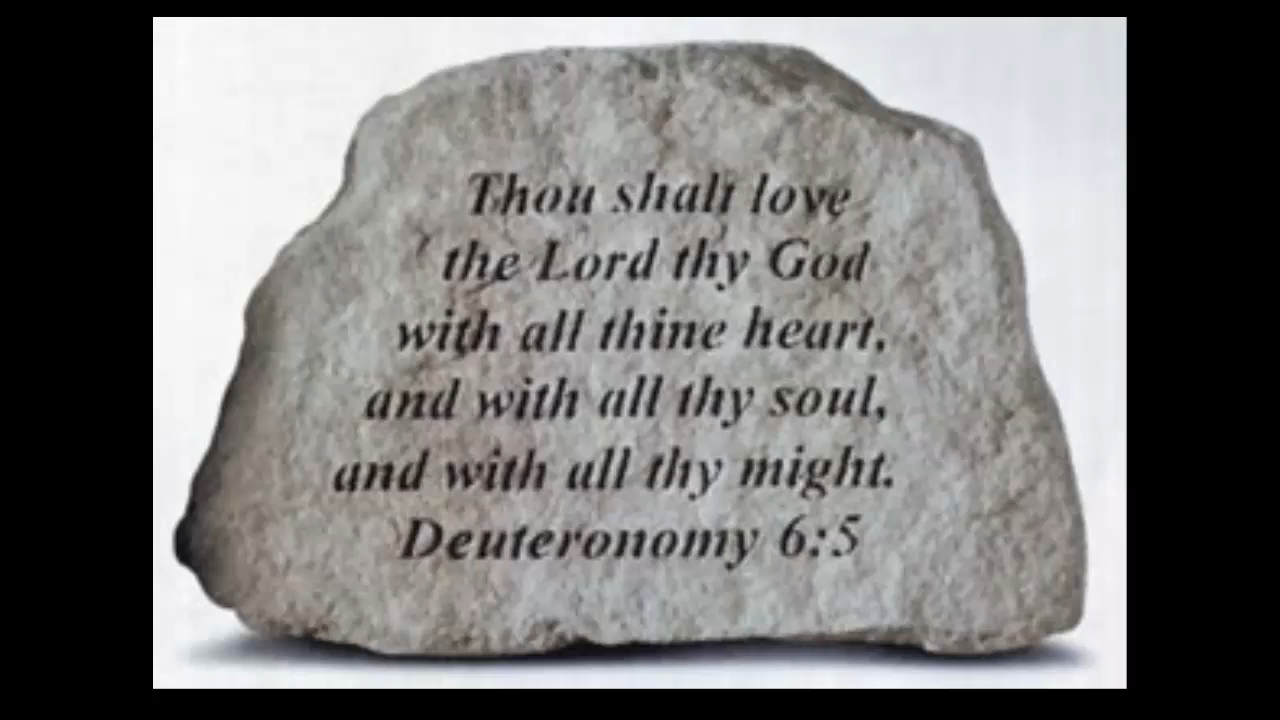 Thou shalt love
the Lord thy God
with all thine heart,
and with all thy soul,
and with all thy might.
Deuteronomy 6:5